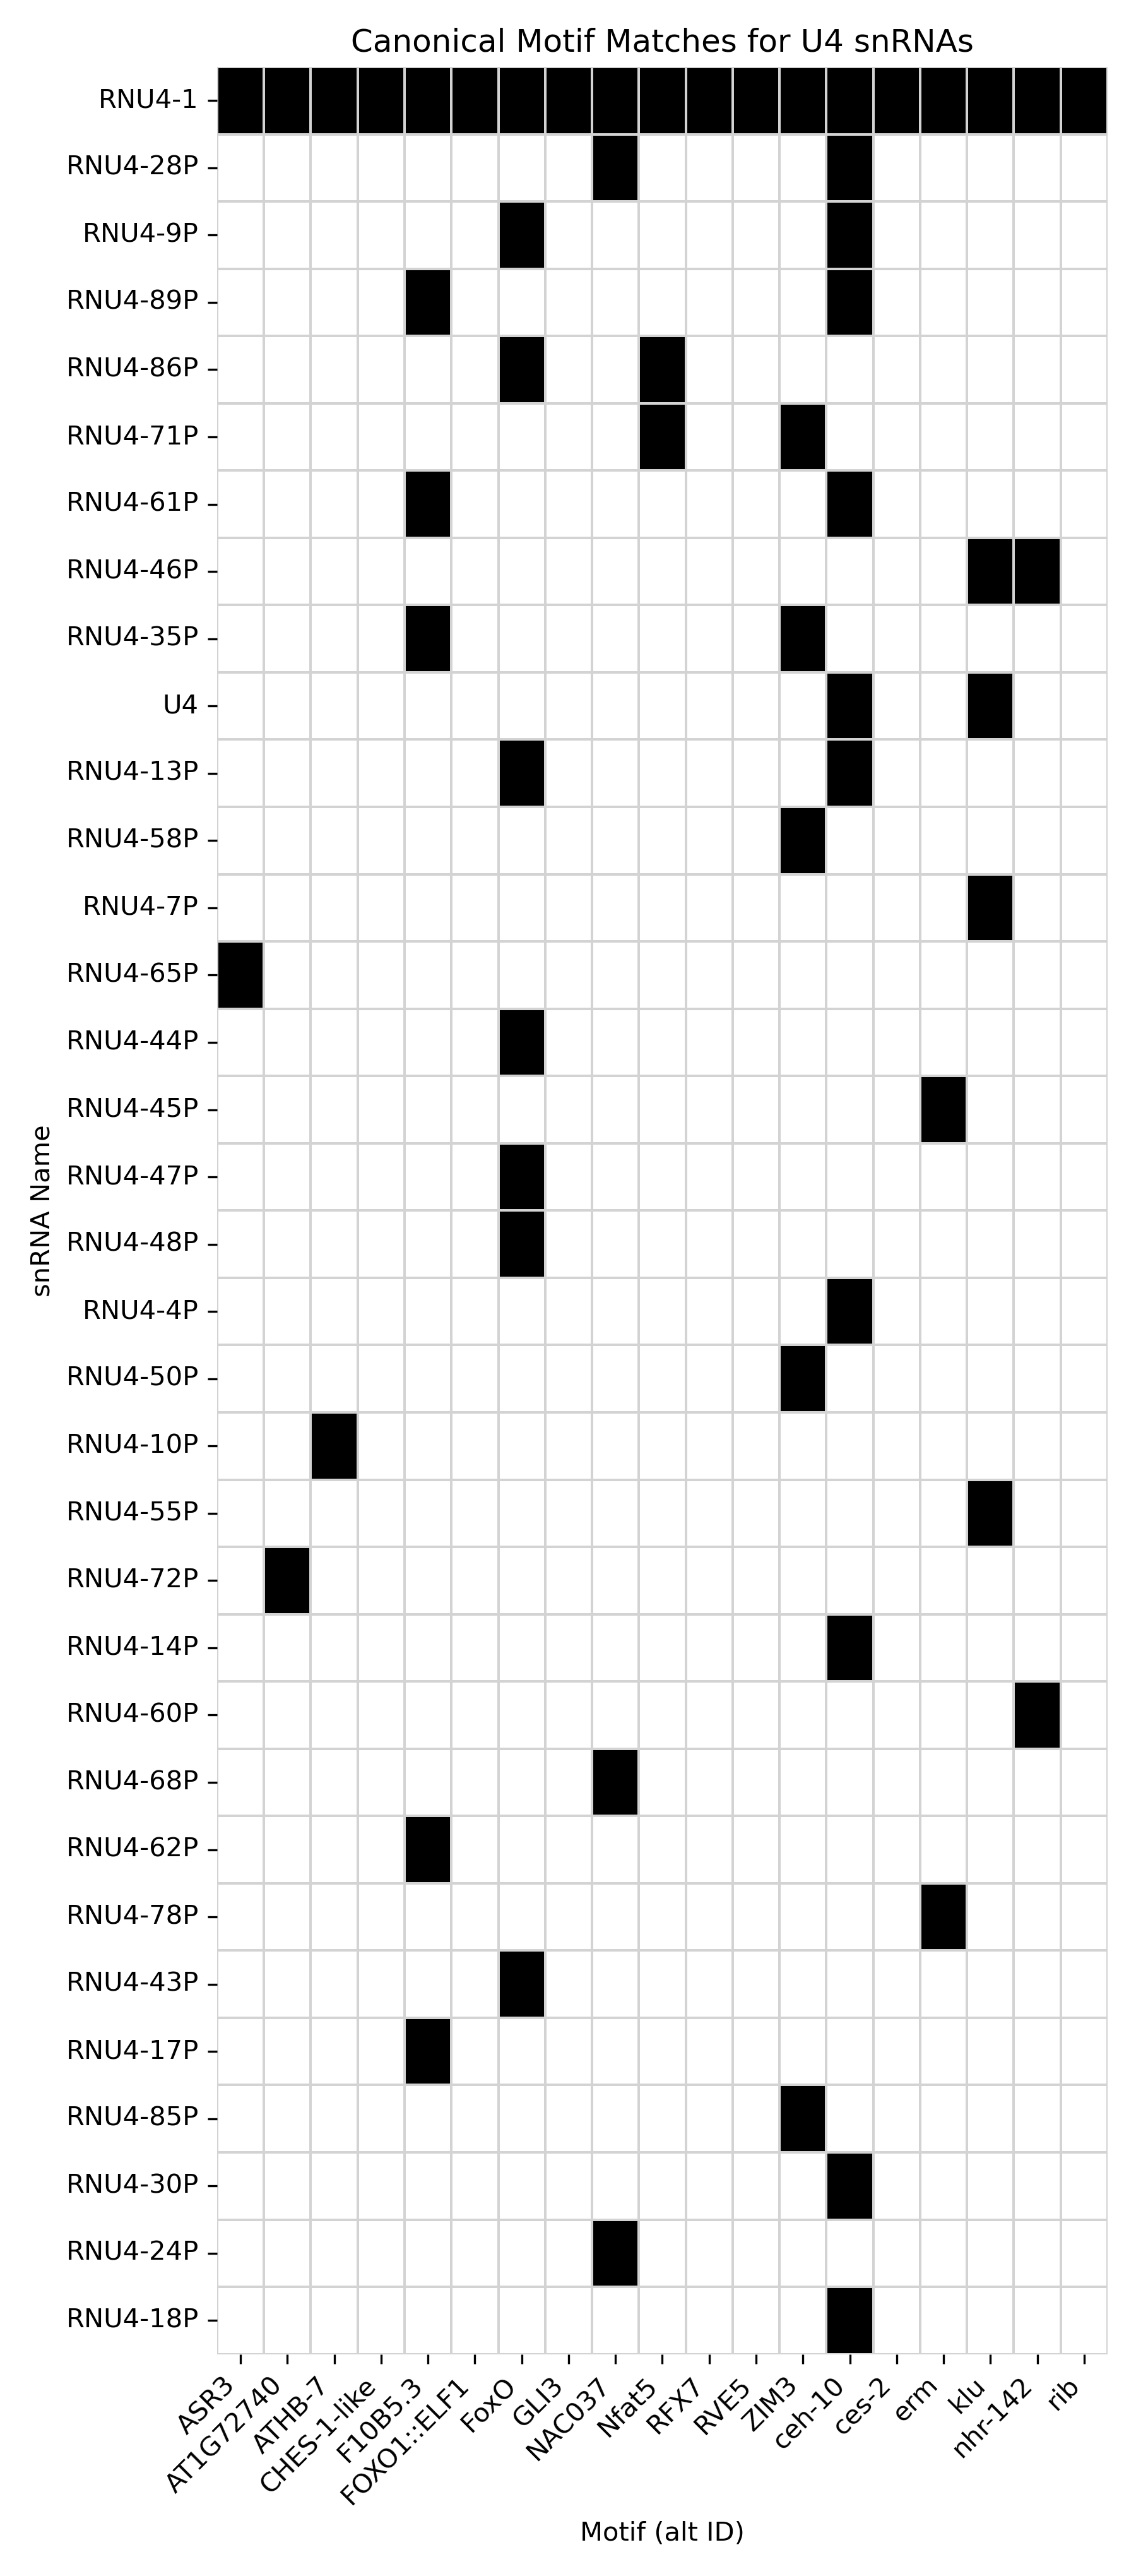 Canonical Motif Matches for U4 snRNAs
RNU4-1
RNU4-28P
RNU4-9P
RNU4-89P
RNU4-86P
RNU4-71P
RNU4-61P
RNU4-46P
RNU4-35P
U4
RNU4-13P
RNU4-58P
RNU4-7P
RNU4-65P
RNU4-44P
RNU4-45P
RNU4-47P
RNU4-48P
RNU4-4P
RNU4-50P
RNU4-10P
RNU4-55P
RNU4-72P
RNU4-14P
RNU4-60P
RNU4-68P
RNU4-62P
RNU4-78P
RNU4-43P
RNU4-17P
RNU4-85P
RNU4-30P
RNU4-24P
RNU4-18P
snRNA Name
ASR3
AT1G72740
ATHB-7
CHES-1-like
F10B5.3
FOXO1::ELF1
FoxO
GLI3
NAC037
Nfat5
RFX7
RVE5
ZIM3
ceh-10
ces-2
erm
klu
nhr-142
rib
Motif (alt ID)